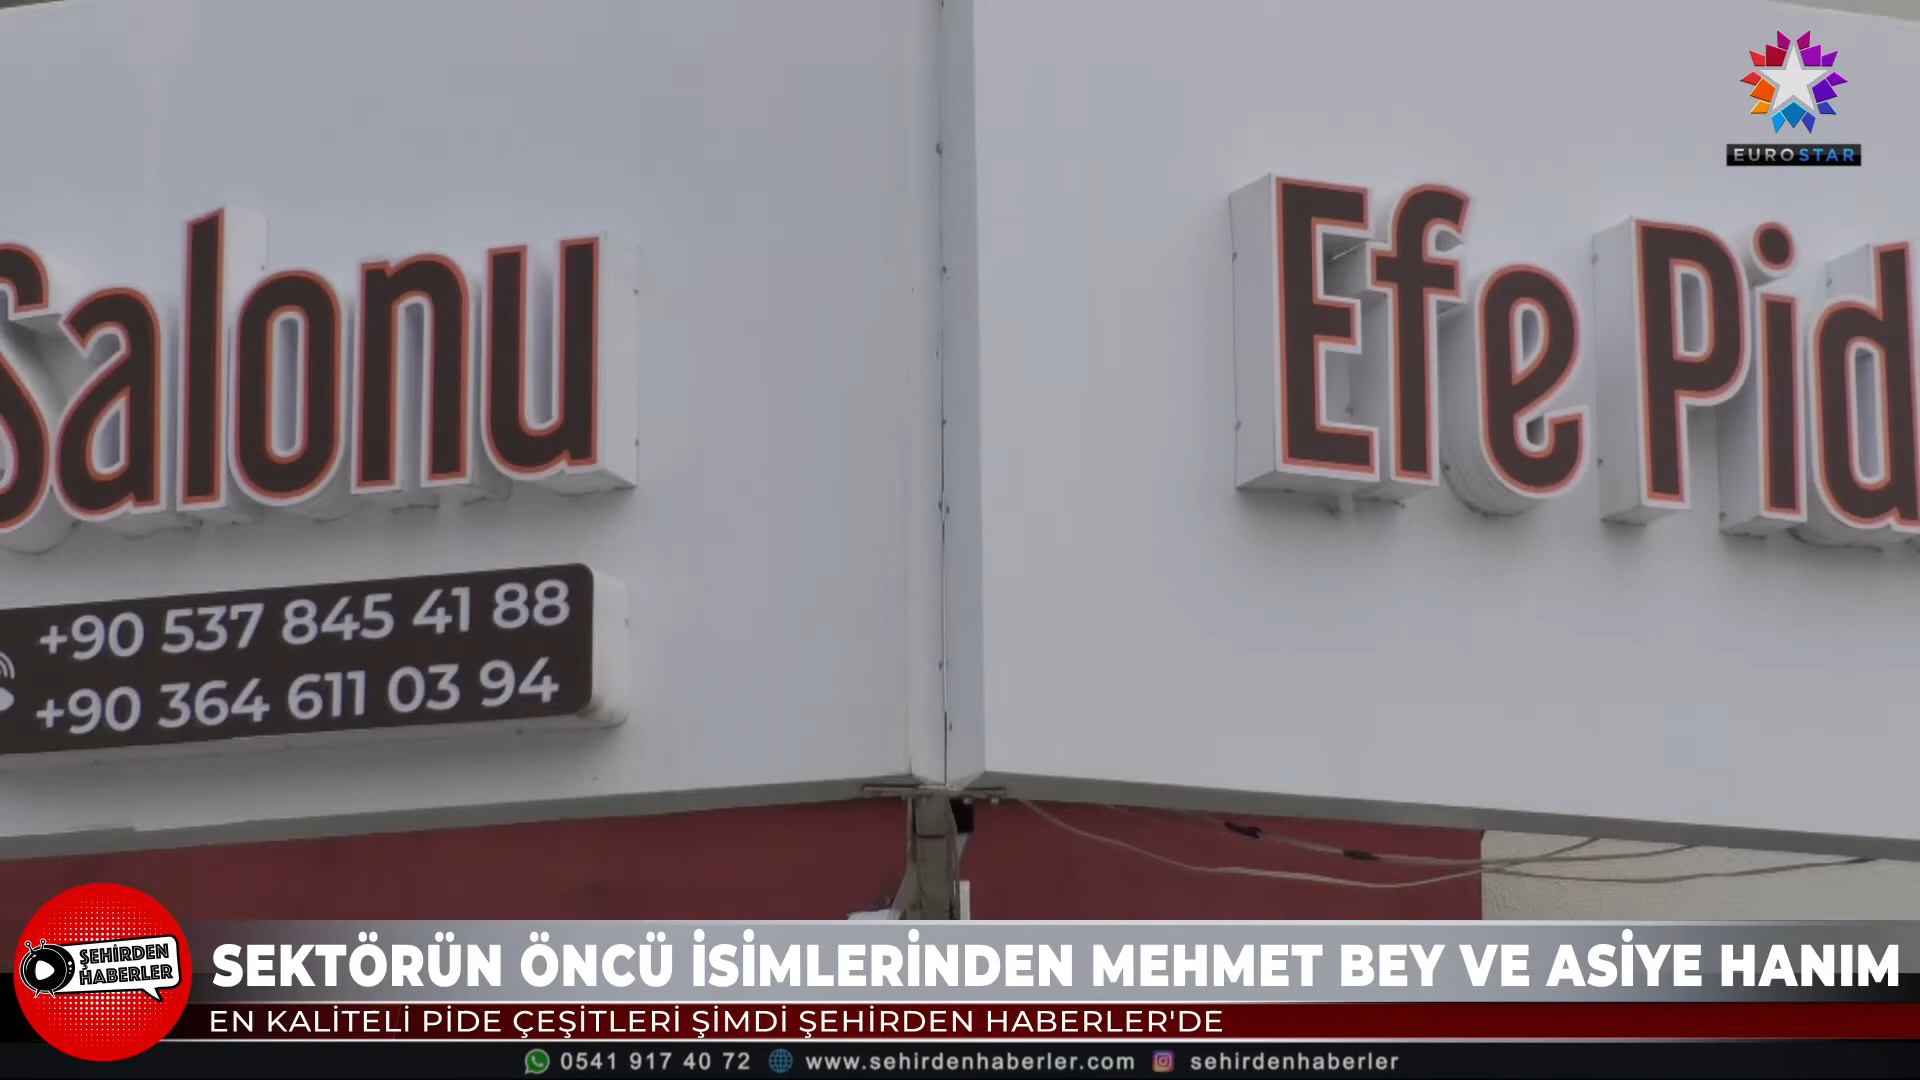 EUROSTAR
Salonu
Efe Pid
+90 537 845 41 88
+90 364 611 03 94
ŞEHİRDEN
HABERLER
SEKTÖRÜN ÖNCÜ İSİMLERİNDEN MEHMET BEY VE ASİYE HANIM
EN KALİTELİ PİDE ÇEŞİTLERİ ŞİMDİ ŞEHİRDEN HABERLER'DE
0541 917 40 72 www.sehirdenhaberler.com sehirdenhaberler